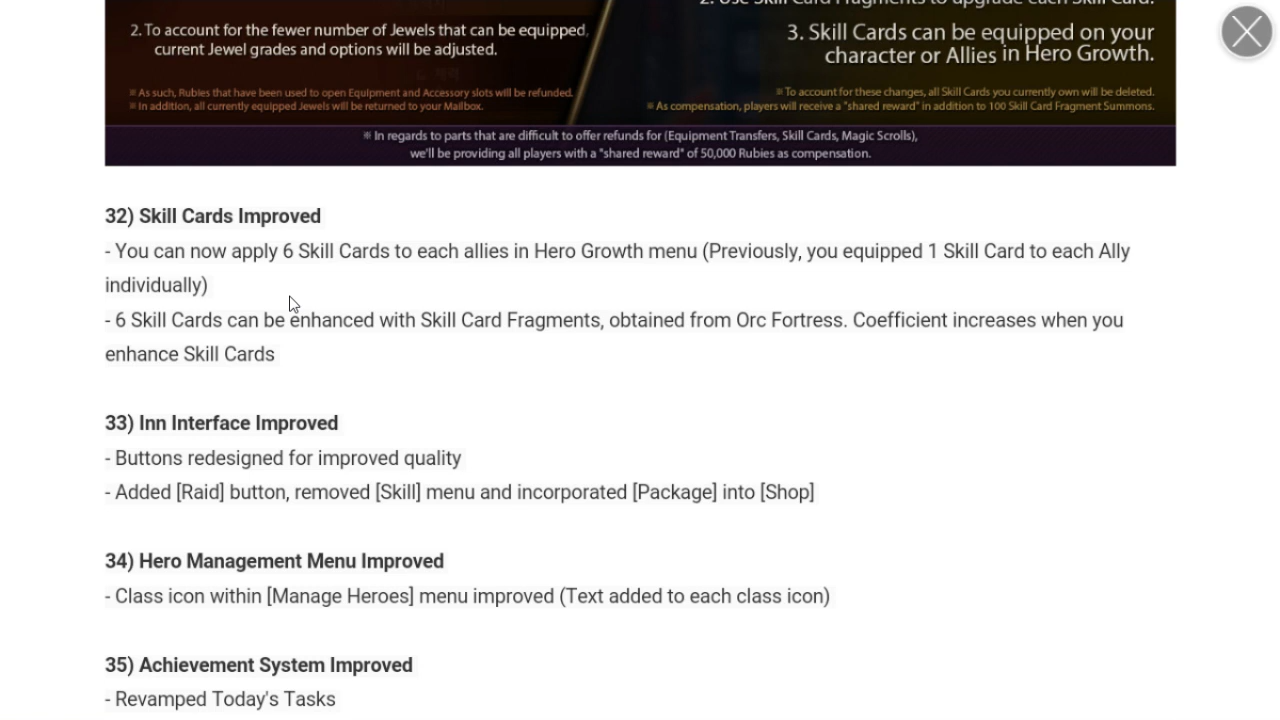 2. Use Skill Card Fragments to upgrade each Skill Card.
2. To account for the fewer number of Jewels that can be equipped,
current Jewel grades and options will be adjusted.
3. Skill Cards can be equipped on your
character or Allies in Hero Growth.
※ As such, Rubies that have been used to open Equipment and Accessory slots will be refunded.
※ In addition, all currently equipped Jewels will be returned to your Mailbox.
※ To account for these changes, all Skill Cards you currently own will be deleted.
※ As compensation, players will receive a "shared reward" in addition to 100 Skill Card Fragment Summons.
※ In regards to parts that are difficult to offer refunds for (Equipment Transfers, Skill Cards, Magic Scrolls),
we'll be providing all players with a "shared reward" of 50,000 Rubies as compensation.
32) Skill Cards Improved
- You can now apply 6 Skill Cards to each allies in Hero Growth menu (Previously, you equipped 1 Skill Card to each Ally
individually)
- 6 Skill Cards can be enhanced with Skill Card Fragments, obtained from Orc Fortress. Coefficient increases when you
enhance Skill Cards
33) Inn Interface Improved
- Buttons redesigned for improved quality
- Added [Raid] button, removed [Skill] menu and incorporated [Package] into [Shop]
34) Hero Management Menu Improved
- Class icon within [Manage Heroes] menu improved (Text added to each class icon)
35) Achievement System Improved
- Revamped Today's Tasks